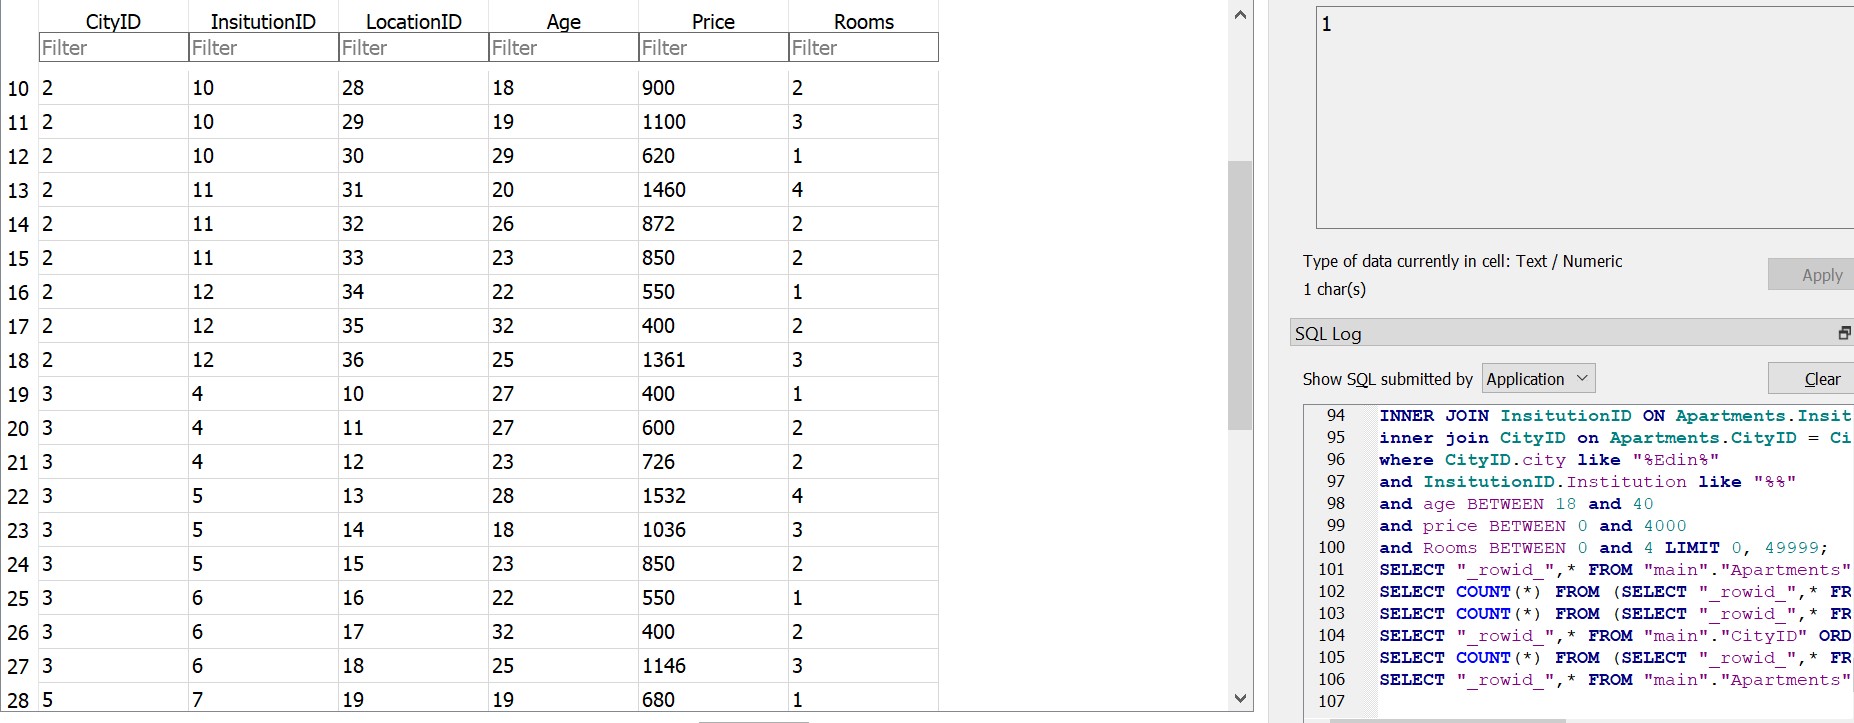 CityID InsitutionID LocationID Age Price Rooms
Filter Filter Filter Filter Filter Filter
10 2 10 28 18 900 2
11 2 10 29 19 1100 3
12 2 10 30 29 620 1
13 2 11 31 20 1460 4
14 2 11 32 26 872 2
15 2 11 33 23 850 2
16 2 12 34 22 550 1
17 2 12 35 32 400 2
18 2 12 36 25 1361 3
19 3 4 10 27 400 1
20 3 4 11 27 600 2
21 3 4 12 23 726 2
22 3 5 13 28 1532 4
23 3 5 14 18 1036 3
24 3 5 15 23 850 2
25 3 6 16 22 550 1
26 3 6 17 32 400 2
27 3 6 18 25 1146 3
28 5 7 19 19 680 1
1
Type of data currently in cell: Text / Numeric
1 char(s)
Apply
SQL Log
Show SQL submitted by Application Clear
94 INNER JOIN InsitutionID ON Apartments.Insit
95 inner join CityID on Apartments.CityID = Ci
96 where CityID.city like "%Edin%"
97 and InsitutionID.Institution like "%%"
98 and age BETWEEN 18 and 40
99 and price BETWEEN 0 and 4000
100 and Rooms BETWEEN 0 and 4 LIMIT 0, 49999;
101 SELECT "_rowid_",* FROM "main"."Apartments"
102 SELECT COUNT(*) FROM (SELECT "_rowid_",* FR
103 SELECT COUNT(*) FROM (SELECT "_rowid_",* FR
104 SELECT "_rowid_",* FROM "main"."CityID" ORD
105 SELECT COUNT(*) FROM (SELECT "_rowid_",* FR
106 SELECT "_rowid_",* FROM "main"."Apartments"
107